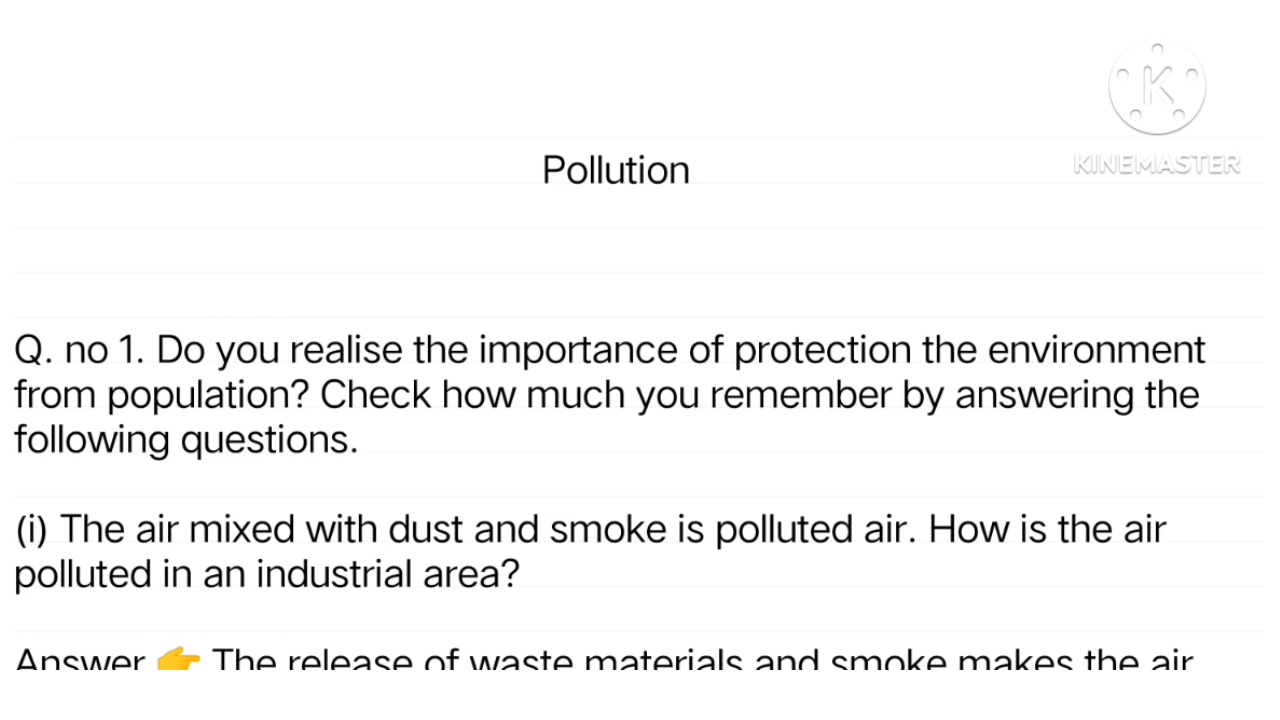 K
KINEMASTER
Pollution
Q. no 1. Do you realise the importance of protection the environment
from population? Check how much you remember by answering the
following questions.
(i) The air mixed with dust and smoke is polluted air. How is the air
polluted in an industrial area?
Answer 👉 The release of waste materials and smoke makes the air